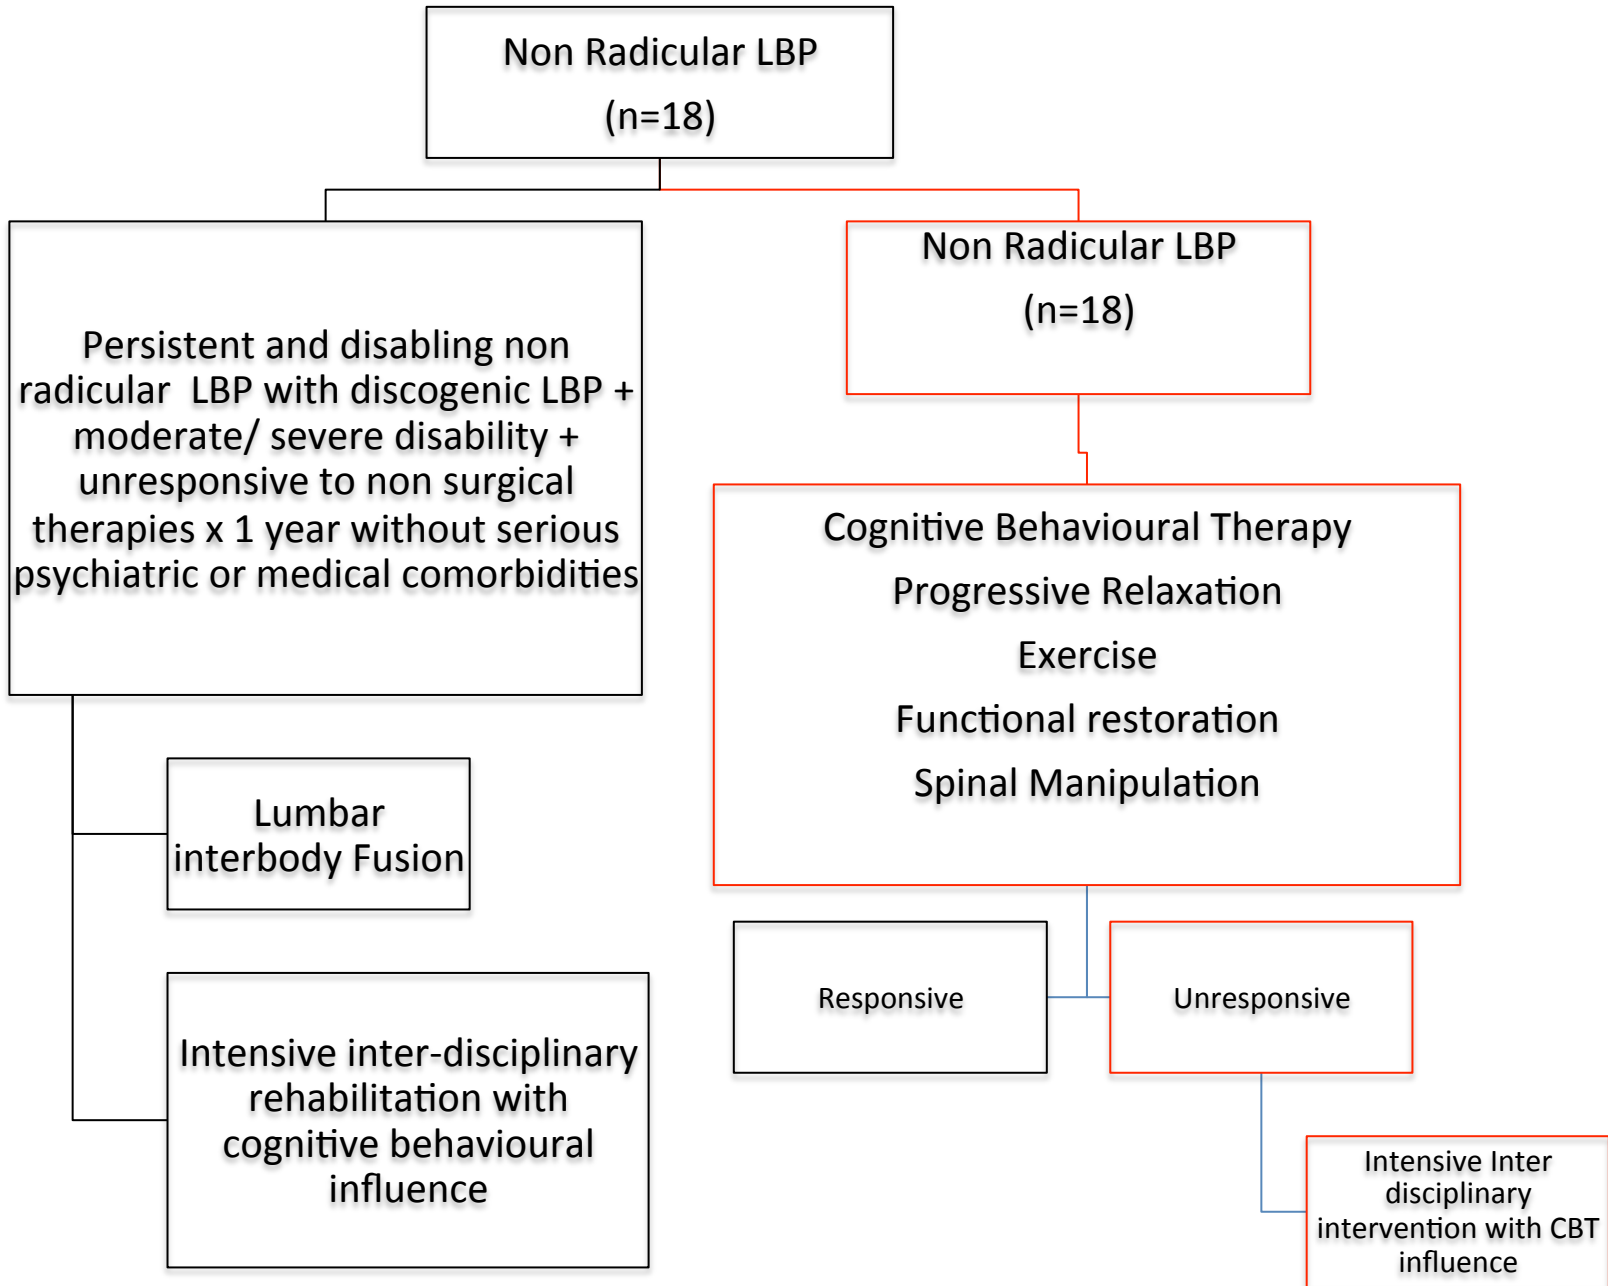 Non Radicular LBP
(n=18)
Persistent and disabling non
radicular LBP with discogenic LBP +
moderate/ severe disability +
unresponsive to non surgical
therapies x 1 year without serious
psychiatric or medical comorbidities
Non Radicular LBP
(n=18)
Cognitive Behavioural Therapy
Progressive Relaxation
Exercise
Functional restoration
Spinal Manipulation
Lumbar
interbody Fusion
Intensive inter-disciplinary
rehabilitation with
cognitive behavioural
influence
Responsive
Unresponsive
Intensive Inter
disciplinary
intervention with CBT
influence